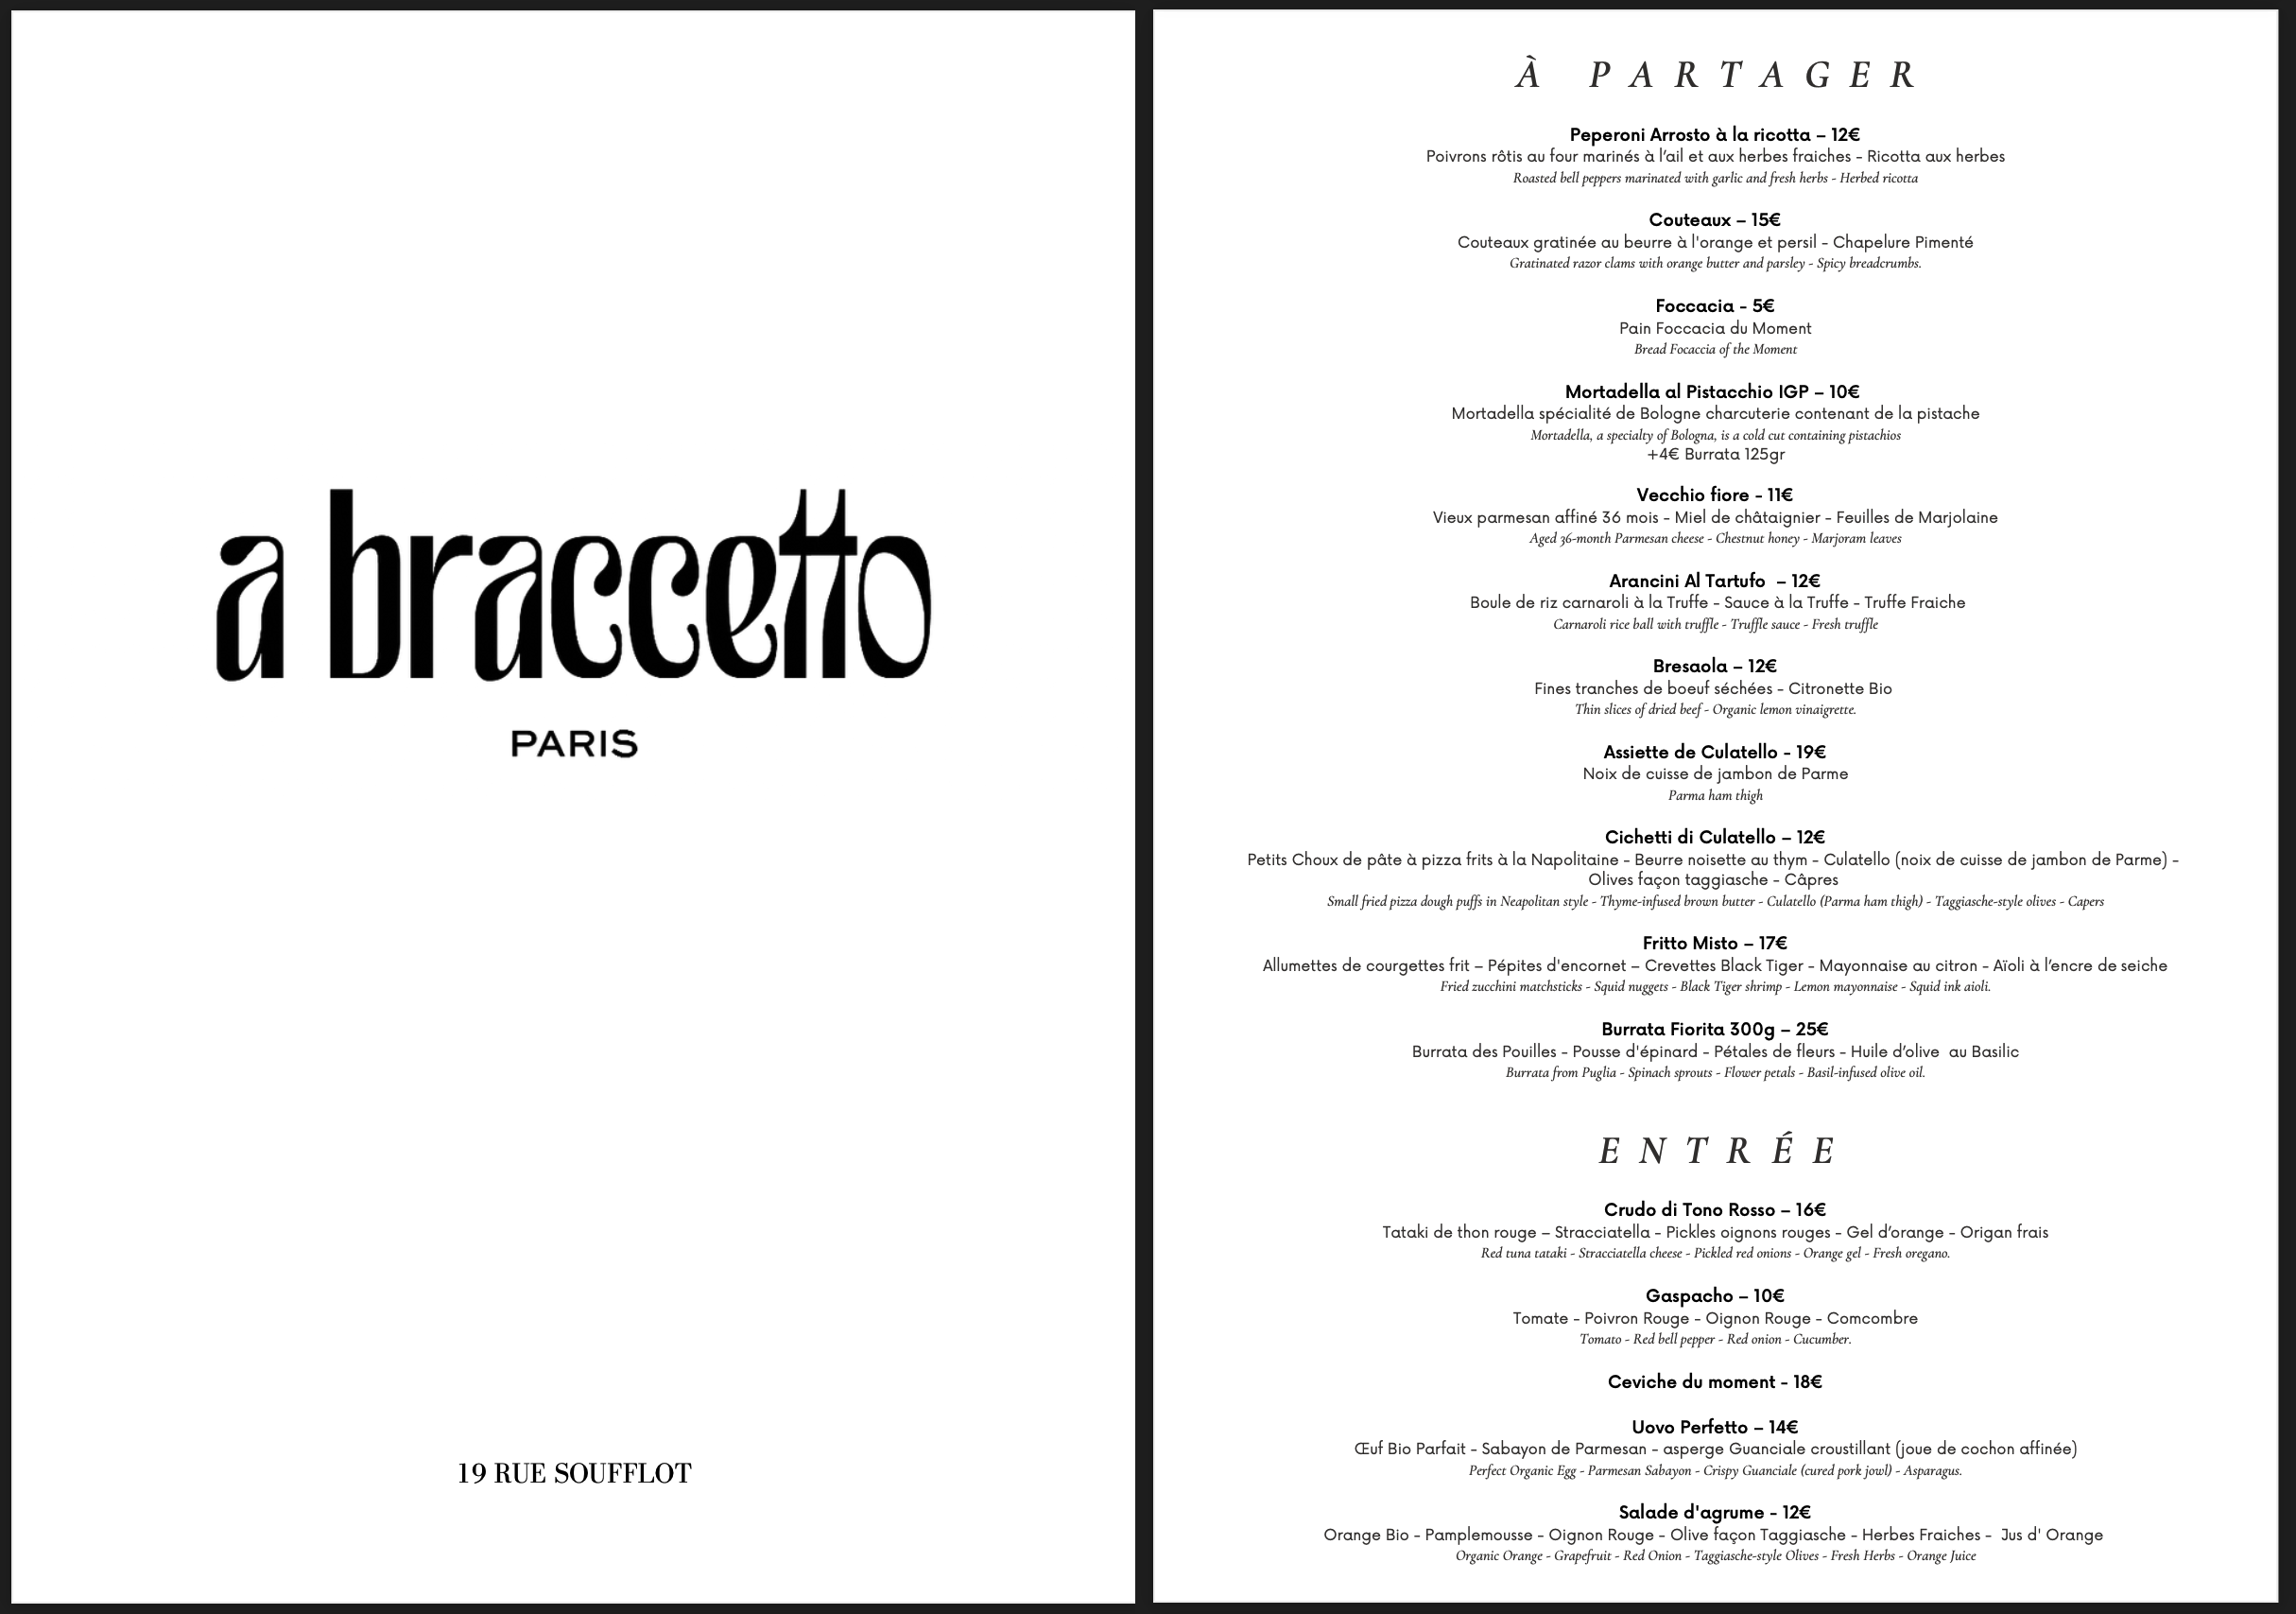 a braccetto
PARIS
19 RUE SOUFFLOT
À PARTAGER
Peperoni Arrosto à la ricotta – 12€
Poivrons rôtis au four marinés à l’ail et aux herbes fraiches - Ricotta aux herbes
Roasted bell peppers marinated with garlic and fresh herbs - Herbed ricotta
Couteaux – 15€
Couteaux gratinée au beurre à l'orange et persil - Chapelure Pimenté
Gratinated razor clams with orange butter and parsley - Spicy breadcrumbs.
Foccacia - 5€
Pain Foccacia du Moment
Bread Focaccia of the Moment
Mortadella al Pistacchio IGP – 10€
Mortadella spécialité de Bologne charcuterie contenant de la pistache
Mortadella, a specialty of Bologna, is a cold cut containing pistachios
+4€ Burrata 125gr
Vecchio fiore - 11€
Vieux parmesan affiné 36 mois - Miel de châtaignier - Feuilles de Marjolaine
Aged 36-month Parmesan cheese - Chestnut honey - Marjoram leaves
Arancini Al Tartufo  – 12€
Boule de riz carnaroli à la Truffe - Sauce à la Truffe - Truffe Fraiche
Carnaroli rice ball with truffle - Truffle sauce - Fresh truffle
Bresaola – 12€
Fines tranches de boeuf séchées - Citronette Bio
Thin slices of dried beef - Organic lemon vinaigrette.
Assiette de Culatello - 19€
Noix de cuisse de jambon de Parme
Parma ham thigh
Cichetti di Culatello – 12€
Petits Choux de pâte à pizza frits à la Napolitaine - Beurre noisette au thym - Culatello (noix de cuisse de jambon de Parme) -
Olives façon taggiasche - Câpres
Small fried pizza dough puffs in Neapolitan style - Thyme-infused brown butter - Culatello (Parma ham thigh) - Taggiasche-style olives - Capers
Fritto Misto – 17€
Allumettes de courgettes frit – Pépites d'encornet – Crevettes Black Tiger - Mayonnaise au citron - Aïoli à l’encre de seiche
Fried zucchini matchsticks - Squid nuggets - Black Tiger shrimp - Lemon mayonnaise - Squid ink aioli.
Burrata Fiorita 300g – 25€
Burrata des Pouilles - Pousse d'épinard - Pétales de fleurs - Huile d’olive  au Basilic
Burrata from Puglia - Spinach sprouts - Flower petals - Basil-infused olive oil.
ENTRÉE
Crudo di Tono Rosso – 16€
Tataki de thon rouge – Stracciatella - Pickles oignons rouges - Gel d’orange - Origan frais
Red tuna tataki - Stracciatella cheese - Pickled red onions - Orange gel - Fresh oregano.
Gaspacho – 10€
Tomate - Poivron Rouge - Oignon Rouge - Comcombre
Tomato - Red bell pepper - Red onion - Cucumber.
Ceviche du moment - 18€
Uovo Perfetto – 14€
Œuf Bio Parfait - Sabayon de Parmesan - asperge Guanciale croustillant (joue de cochon affinée)
Perfect Organic Egg - Parmesan Sabayon - Crispy Guanciale (cured pork jowl) - Asparagus.
Salade d'agrume - 12€
Orange Bio - Pamplemousse - Oignon Rouge - Olive façon Taggiasche - Herbes Fraiches -  Jus d' Orange
Organic Orange - Grapefruit - Red Onion - Taggiasche-style Olives - Fresh Herbs - Orange Juice